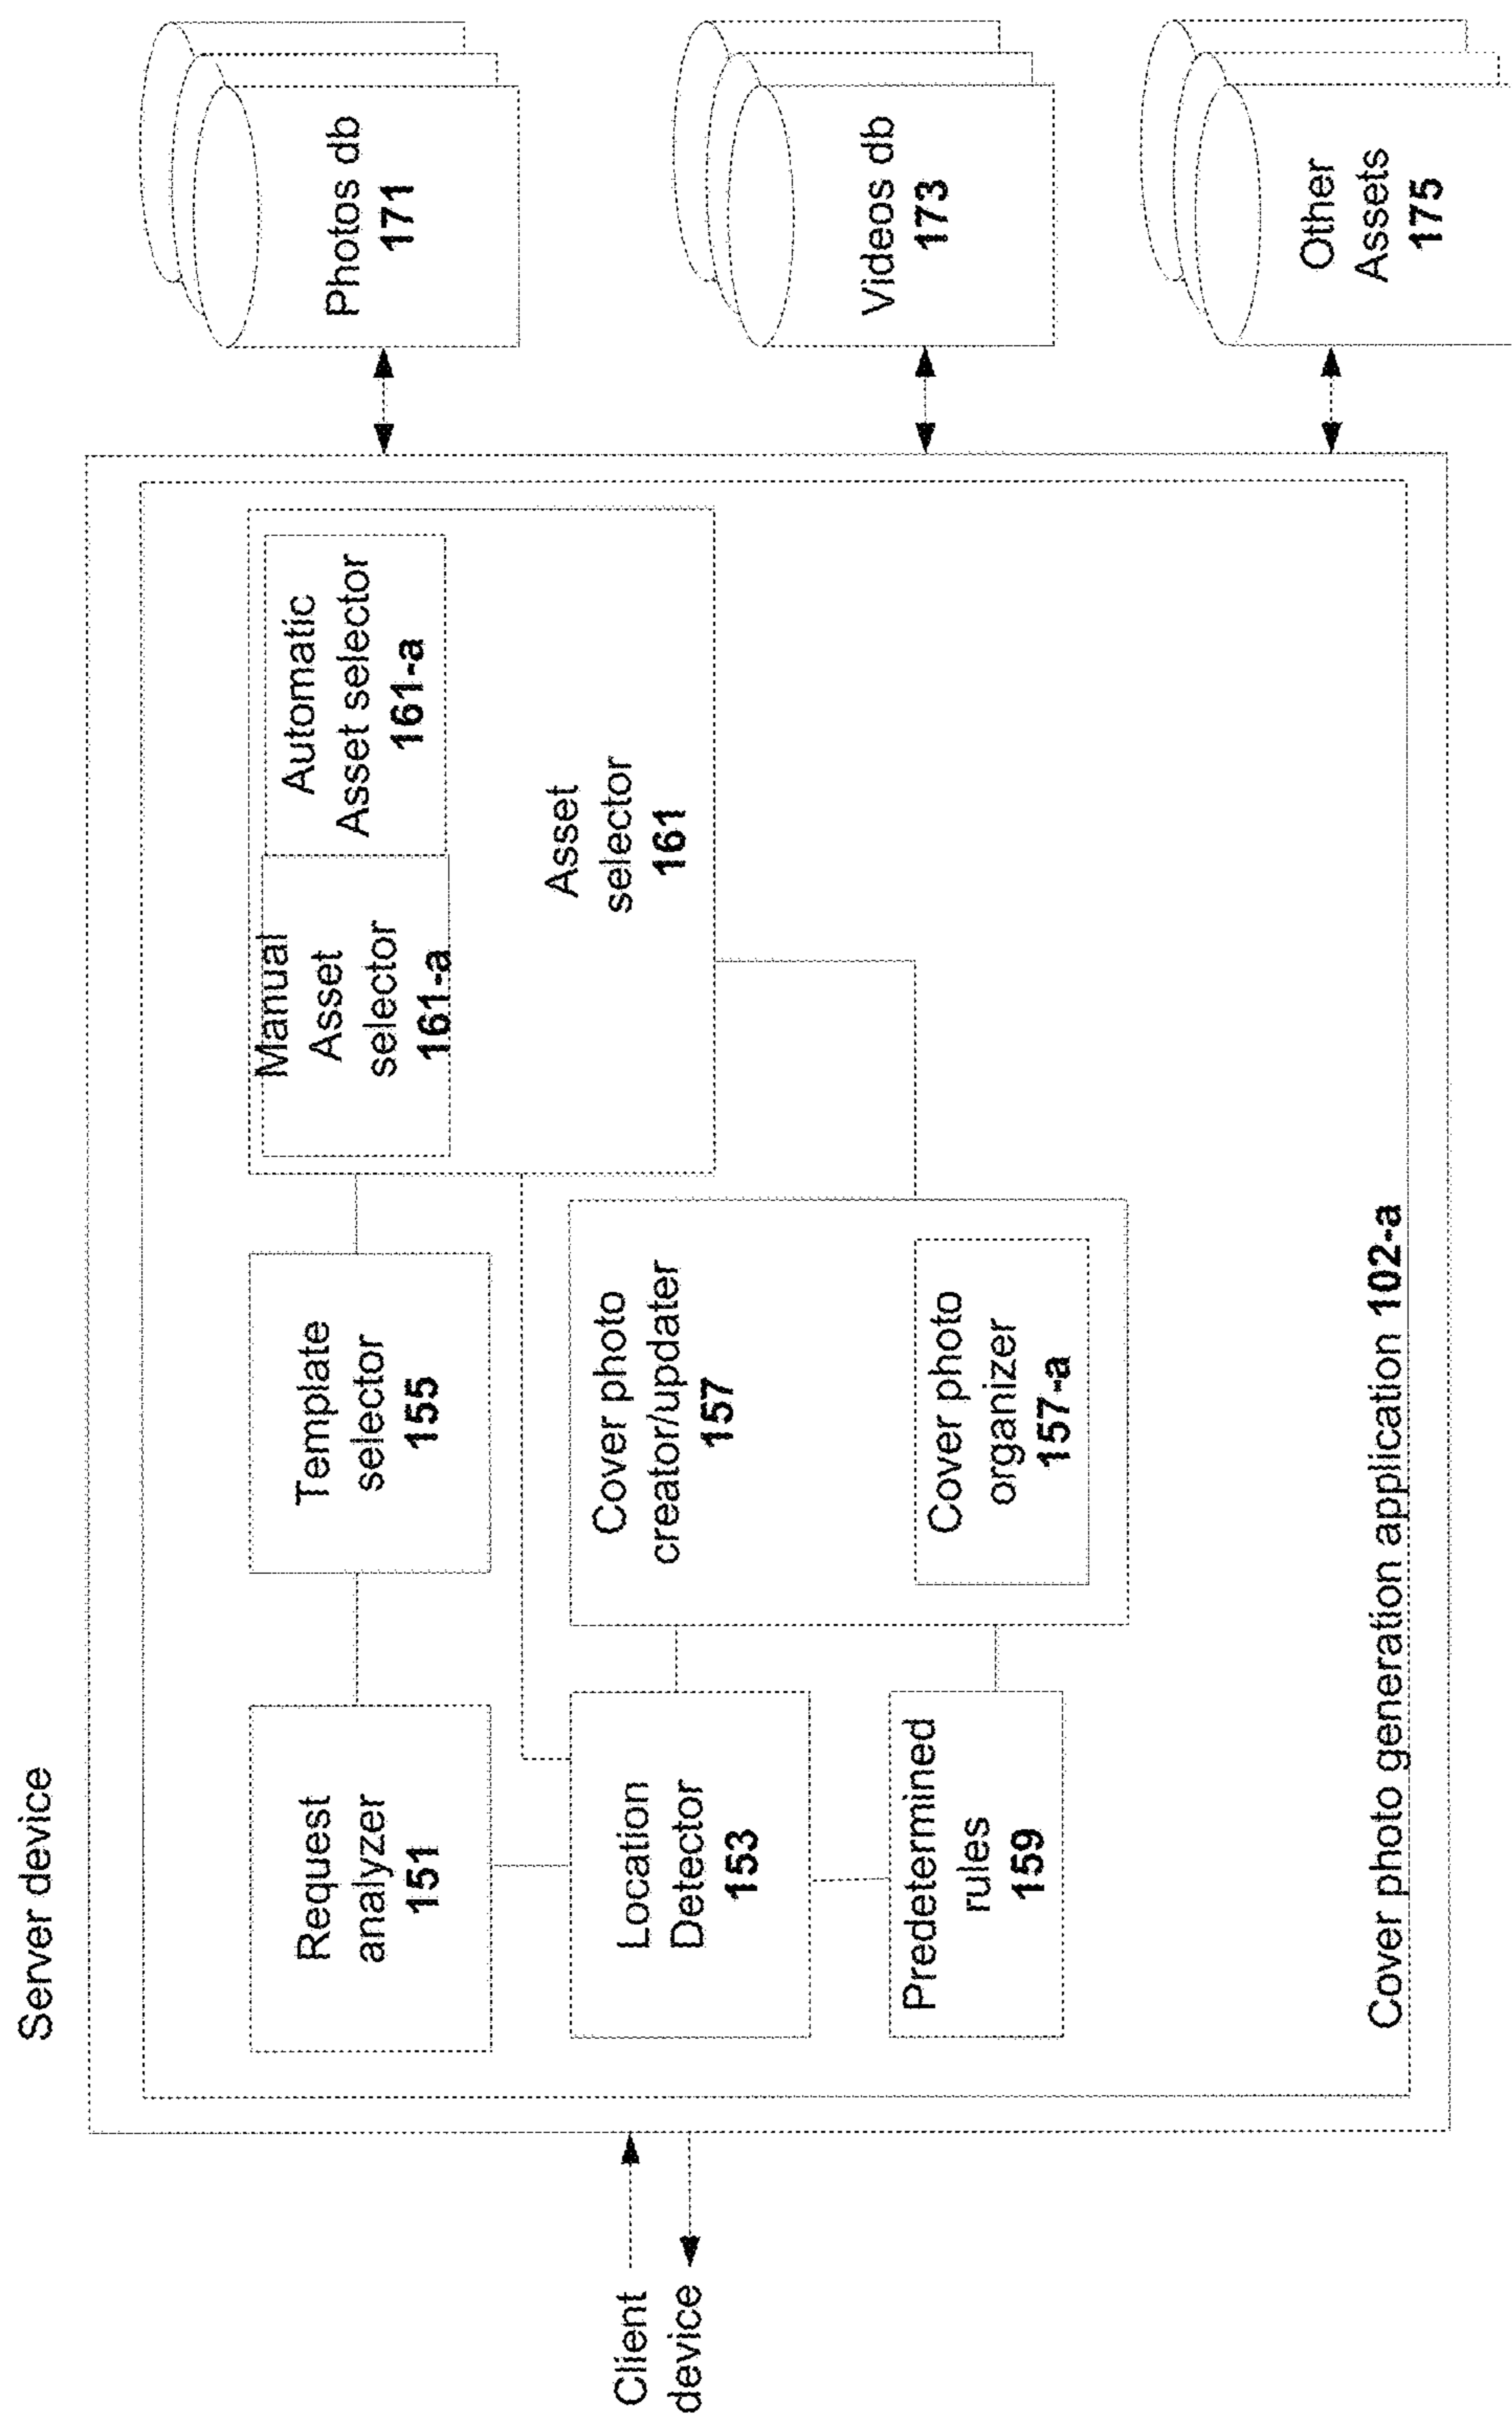 Server device
Client
device
Request
analyzer
151
Template
selector
155
Manual
Asset
selector
161-a
Automatic
Asset selector
161-a
Asset
selector
161
Location
Detector
153
Cover photo
creator/updater
157
Predetermined
rules
159
Cover photo
organizer
157-a
Cover photo generation application 102-a
Photos db
171
Videos db
173
Other
Assets
175